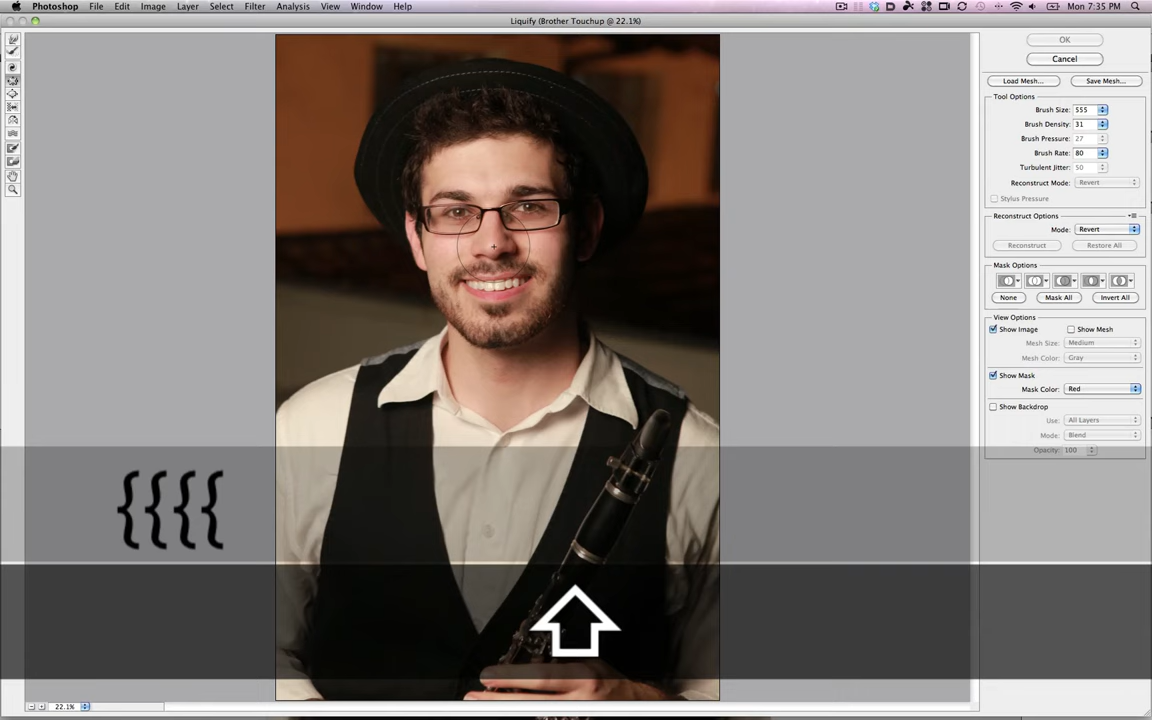 Photoshop File Edit Image Layer Select Filter Analysis View Window Help Mon 7:35 PM
Liquify (Brother Touchup @ 22.1%)
OK
Cancel
Load Mesh... Save Mesh...
Tool Options
Brush Size: 555
Brush Density: 31
Brush Pressure: 27
Brush Rate: 80
Turbulent Jitter: 50
Reconstruct Mode: Revert
Stylus Pressure
Reconstruct Options
Mode: Revert
Reconstruct Restore All
Mask Options
None Mask All Invert All
View Options
Show Image Show Mesh
Mesh Size: Medium
Mesh Color: Gray
Show Mask
Mask Color: Red
Show Backdrop
Use: All Layers
Mode: Blend
Opacity: 100
{{{{
22.1%